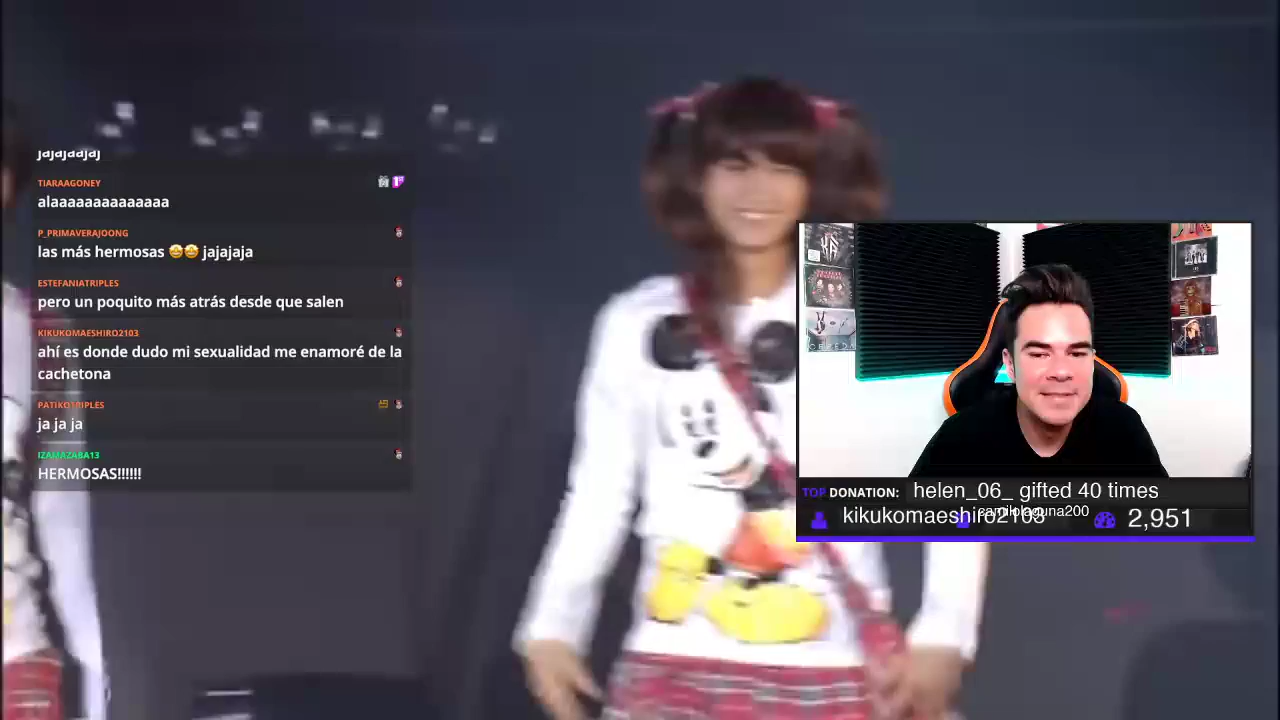 jajajaajaj
TIARAAGONEY
alaaaaaaaaaaaaaa
P_PRIMAVERAJOONG
las más hermosas 🤩🤩 jajajaja
ESTEFANIATRIPLES
pero un poquito más atrás desde que salen
KIKUKOMAESHIRO2103
ahí es donde dudo mi sexualidad me enamoré de la
cachetona
PATIKOTRIPLES
ja ja ja
IZAMAZABA13
HERMOSAS!!!!!!
CEPEDA
TOP DONATION: helen_06_ gifted 40 times
kikukomaeshiro2103
camilolaguna200
2,951